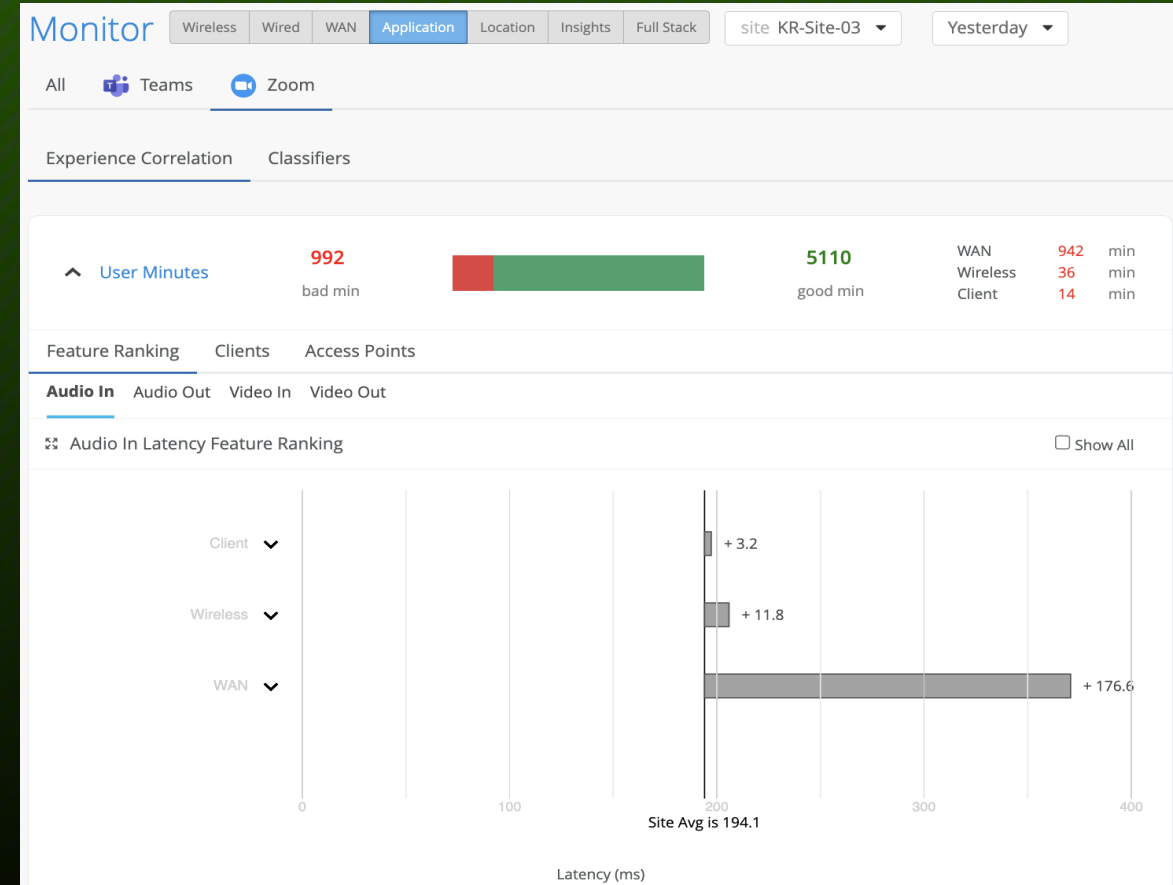 Monitor Wireless Wired WAN Application Location Insights Full Stack site KR-Site-03 Yesterday
All Teams Zoom
Experience Correlation Classifiers
User Minutes
992
bad min
5110
good min
WAN 942 min
Wireless 36 min
Client 14 min
Feature Ranking Clients Access Points
Audio In Audio Out Video In Video Out
Audio In Latency Feature Ranking Show All
Client + 3.2
Wireless + 11.8
WAN + 176.6
0 100 200 300 400
Site Avg is 194.1
Latency (ms)